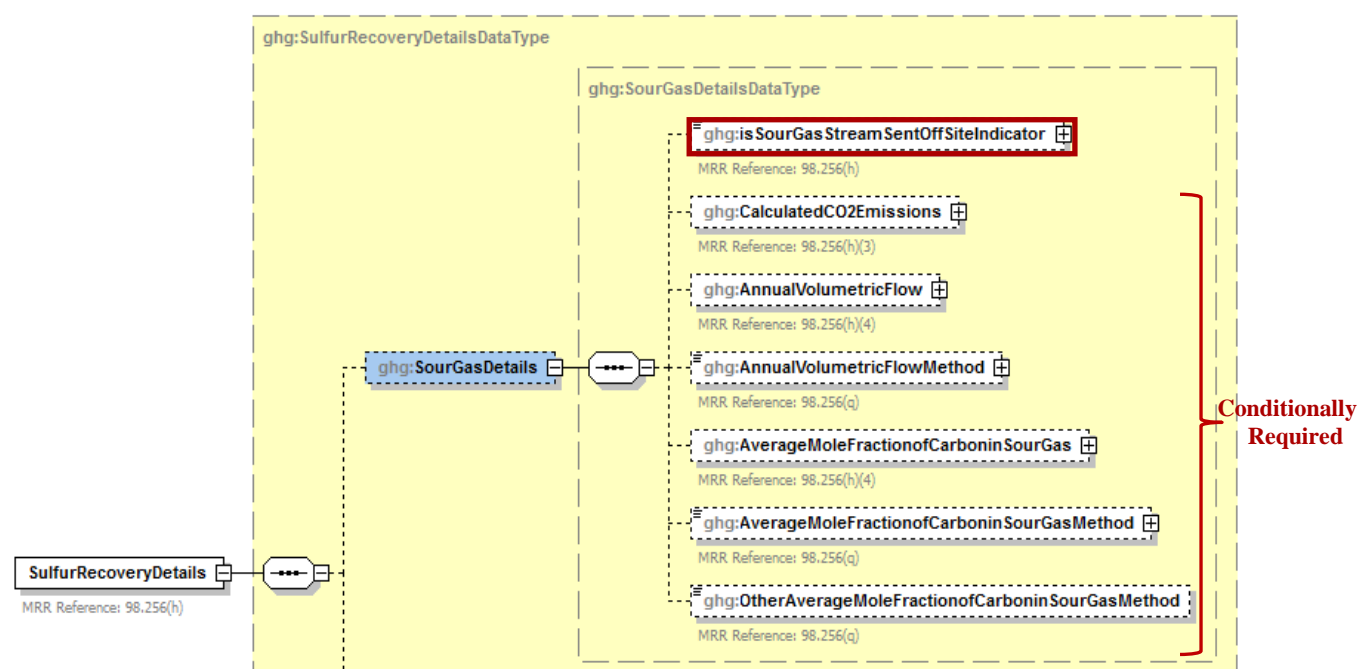 ghg:SulfurRecoveryDetailsDataType
ghg:SourGasDetailsDataType
ghg:isSourGasStreamSentOffSiteIndicator
MRR Reference: 98.256(h)
ghg:CalculatedCO2Emissions
MRR Reference: 98.256(h)(3)
ghg:AnnualVolumetricFlow
MRR Reference: 98.256(h)(4)
ghg:SourGasDetails
ghg:AnnualVolumetricFlowMethod
MRR Reference: 98.256(q)
Conditionally
Required
ghg:AverageMoleFractionofCarboninSourGas
MRR Reference: 98.256(h)(4)
ghg:AverageMoleFractionofCarboninSourGasMethod
MRR Reference: 98.256(q)
SulfurRecoveryDetails
MRR Reference: 98.256(h)
ghg:OtherAverageMoleFractionofCarboninSourGasMethod
MRR Reference: 98.256(q)